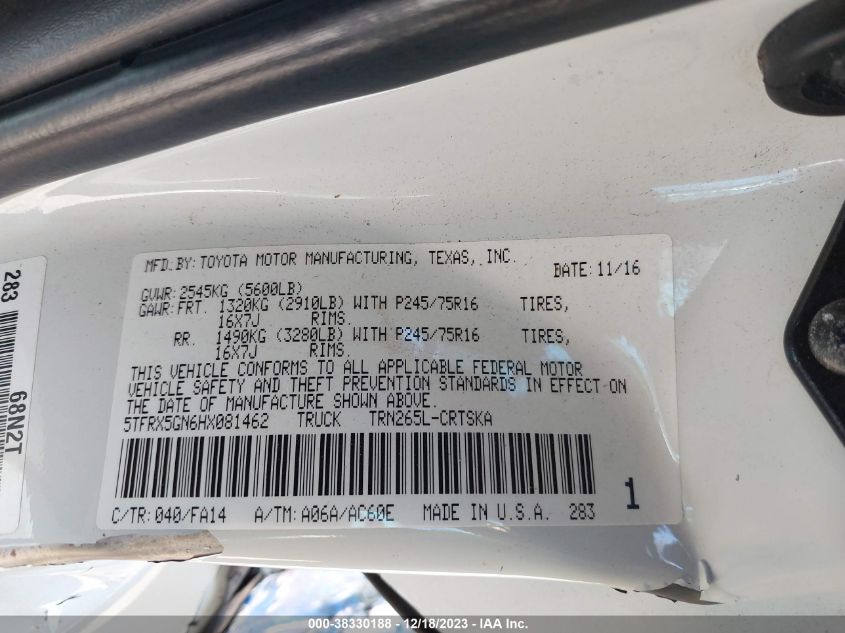 MFD. BY: TOYOTA MOTOR MANUFACTURING, TEXAS, INC. DATE: 11/16
GVWR: 2545KG (5600LB)
GAWR: FRT. 1320KG (2910LB) WITH P245/75R16 TIRES,
16X7J RIMS.
RR. 1490KG (3280LB) WITH P245/75R16 TIRES,
16X7J RIMS.
THIS VEHICLE CONFORMS TO ALL APPLICABLE FEDERAL MOTOR
VEHICLE SAFETY AND THEFT PREVENTION STANDARDS IN EFFECT ON
THE DATE OF MANUFACTURE SHOWN ABOVE.
5TFRX5GN6HX081462 TRUCK TRN265L-CRTSKA
1
C/TR: 040/FA14 A/TM: A06A/AC60E MADE IN U.S.A. 283
283
68N2T
000-38330188 - 12/18/2023 - IAA Inc.